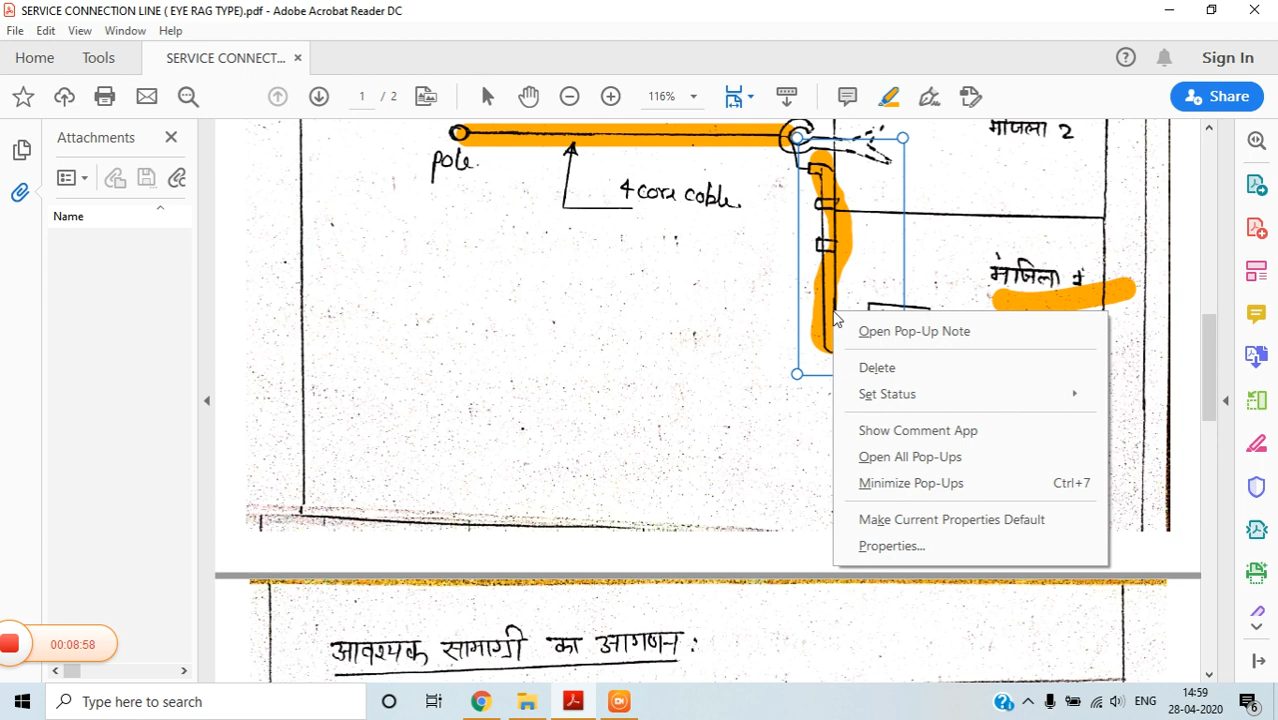 SERVICE CONNECTION LINE ( EYE RAG TYPE).pdf - Adobe Acrobat Reader DC
File Edit View Window Help
Home Tools SERVICE CONNECT... Sign In
1 / 2 116% Share
Attachments
Name
pole
4 core cable.
मंजिला 2
मंजिला 1
Open Pop-Up Note
Delete
Set Status
Show Comment App
Open All Pop-Ups
Minimize Pop-Ups Ctrl+7
Make Current Properties Default
Properties...
आवश्यक सामाग्री का आगणन :
00:08:58
Type here to search
ENG 14:59
28-04-2020
6